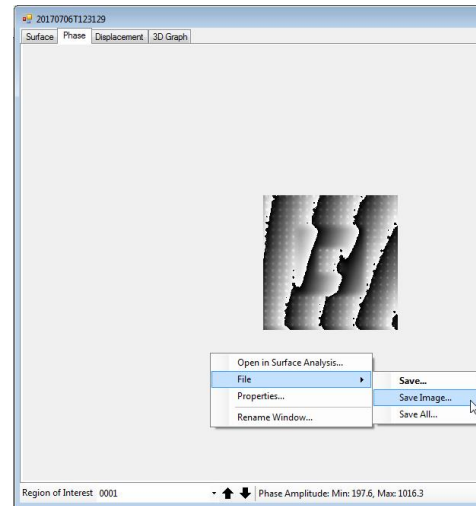 20170706T123129
Surface Phase Displacement 3D Graph
Open in Surface Analysis...
File
Save...
Properties...
Save Image...
Rename Window...
Save All...
Region of Interest 0001 Phase Amplitude: Min: 197.6, Max: 1016.3